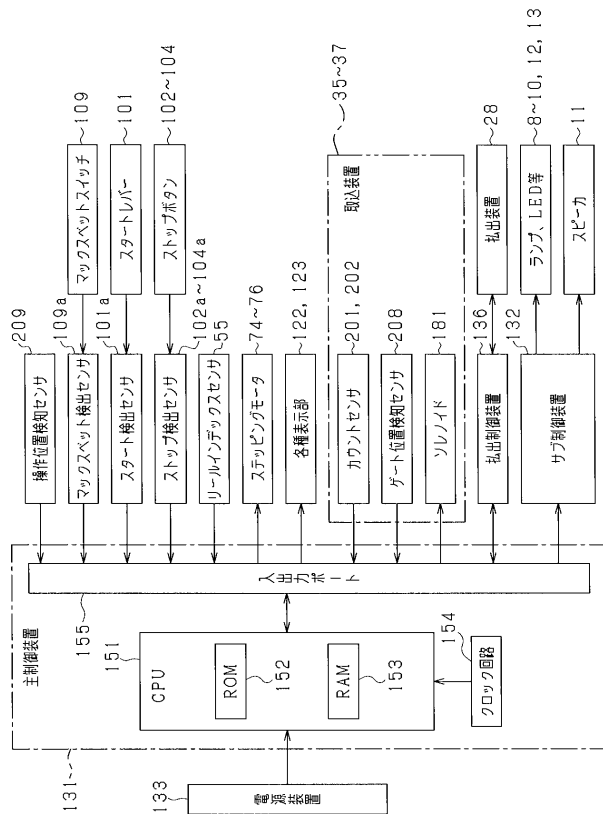 131
主制御装置
133
電源装置
151
CPU
ROM
152
RAM
153
154
クロック回路
155
入出力ポート
209
操作位置検知センサ
109a
マックスベット検出センサ
109
マックスベットスイッチ
101a
スタート検出センサ
101
スタートレバー
102a~104a
ストップ検出センサ
102~104
ストップボタン
55
リールインデックスセンサ
74~76
ステッピングモータ
122, 123
各種表示部
35~37
取込装置
201, 202
カウントセンサ
208
ゲート位置検知センサ
181
ソレノイド
136
払出制御装置
28
払出装置
132
サブ制御装置
8~10, 12, 13
ランプ、LED等
11
スピーカ